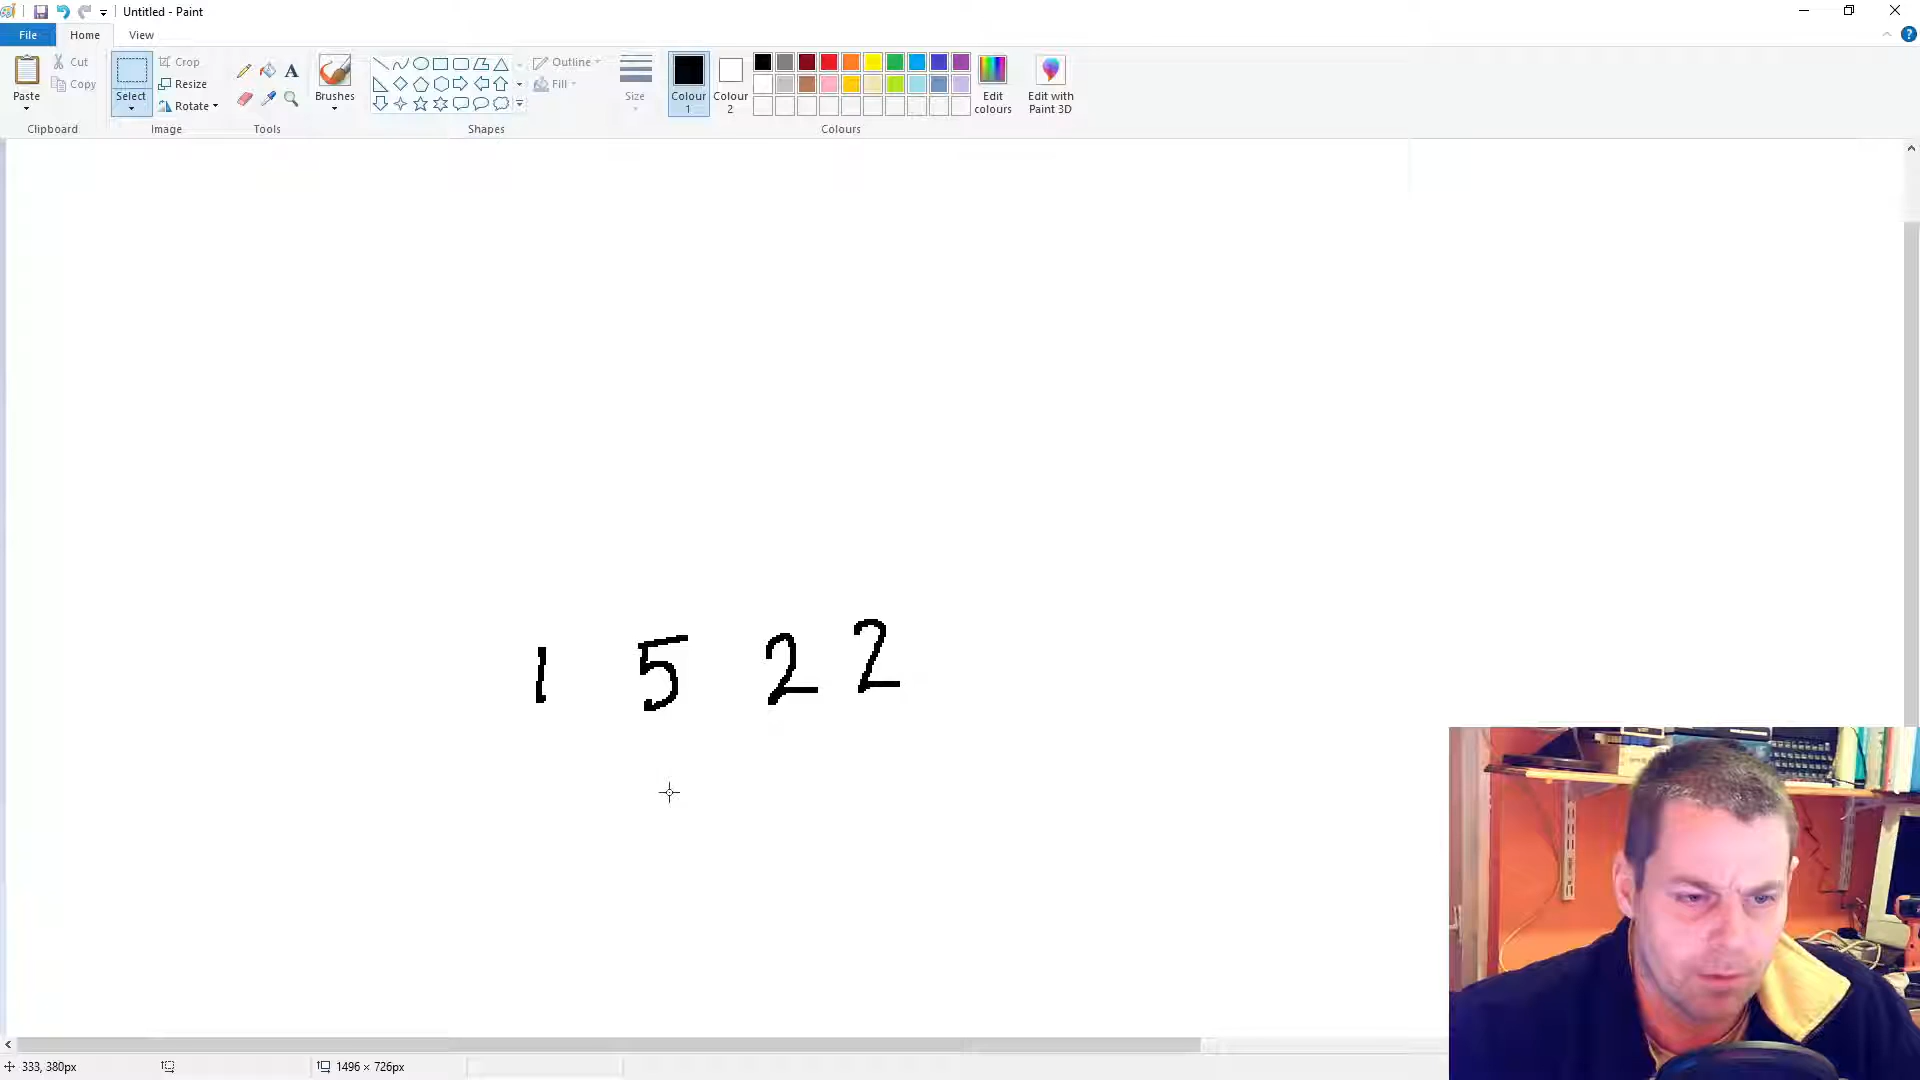 Untitled - Paint
File Home View
Paste
Cut
Copy
Clipboard
Select
Crop
Resize
Rotate
Image
Tools
Brushes
Shapes
Outline
Fill
Size
Colour 1
Colour 2
Edit colours
Colours
Edit with Paint 3D
1 5 2 2
333, 380px
1496 × 726px